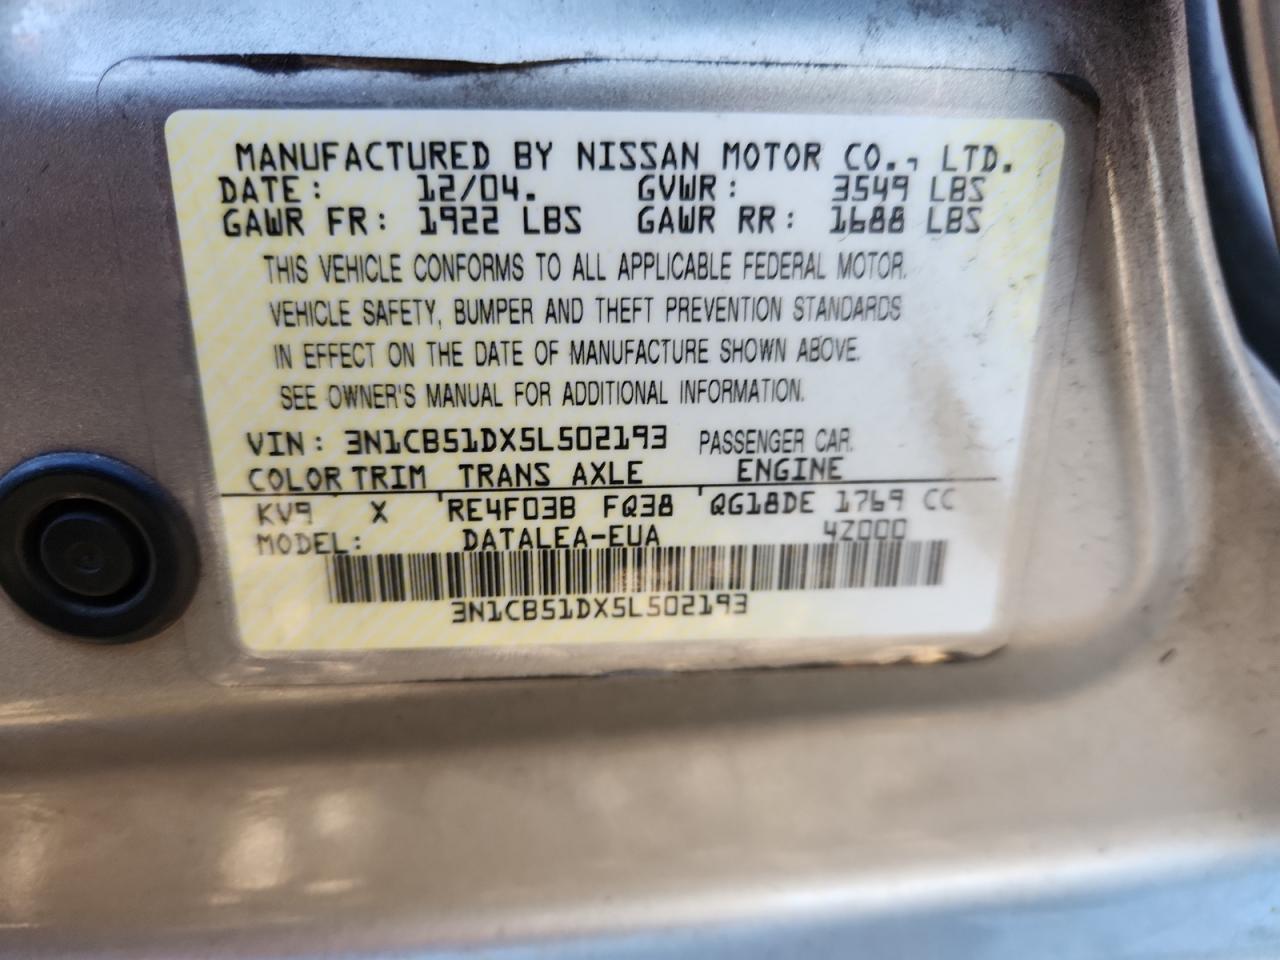 MANUFACTURED BY NISSAN MOTOR CO., LTD.
DATE: 12/04. GVWR: 3549 LBS
GAWR FR: 1922 LBS GAWR RR: 1688 LBS
THIS VEHICLE CONFORMS TO ALL APPLICABLE FEDERAL MOTOR.
VEHICLE SAFETY, BUMPER AND THEFT PREVENTION STANDARDS
IN EFFECT ON THE DATE OF MANUFACTURE SHOWN ABOVE.
SEE OWNER'S MANUAL FOR ADDITIONAL INFORMATION.
VIN: 3N1CB51DX5L502193 PASSENGER CAR.
COLOR TRIM TRANS AXLE ENGINE
KV9 X RE4F03B FQ38 QG18DE 1769 CC
MODEL: DATALEA-EUA 4Z000
3N1CB51DX5L502193